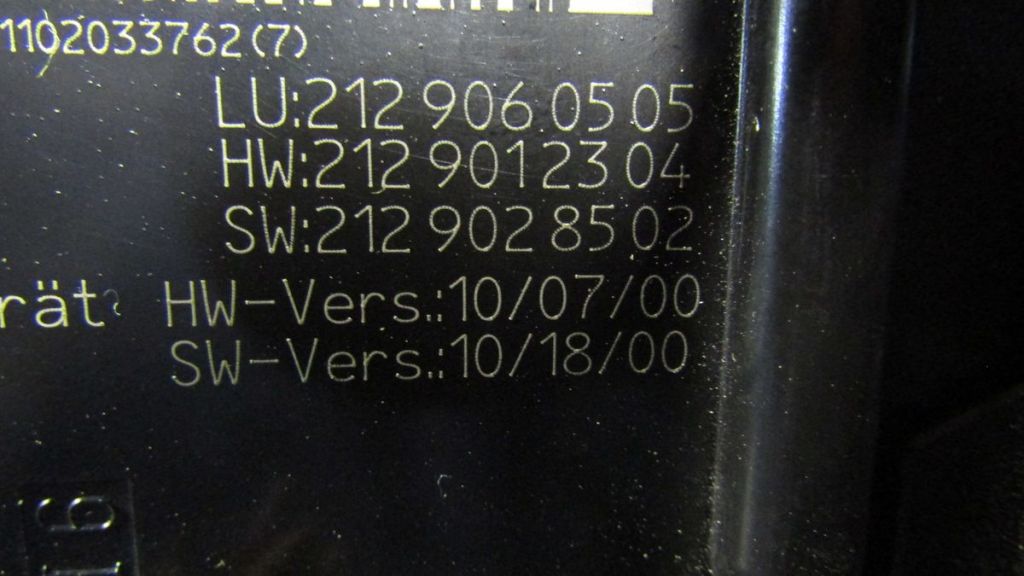 1102033762(7)
LU:212 906 05 05
HW:212 901 23 04
SW:212 902 85 02
rät HW-Vers.:10/07/00
SW-Vers.:10/18/00
16